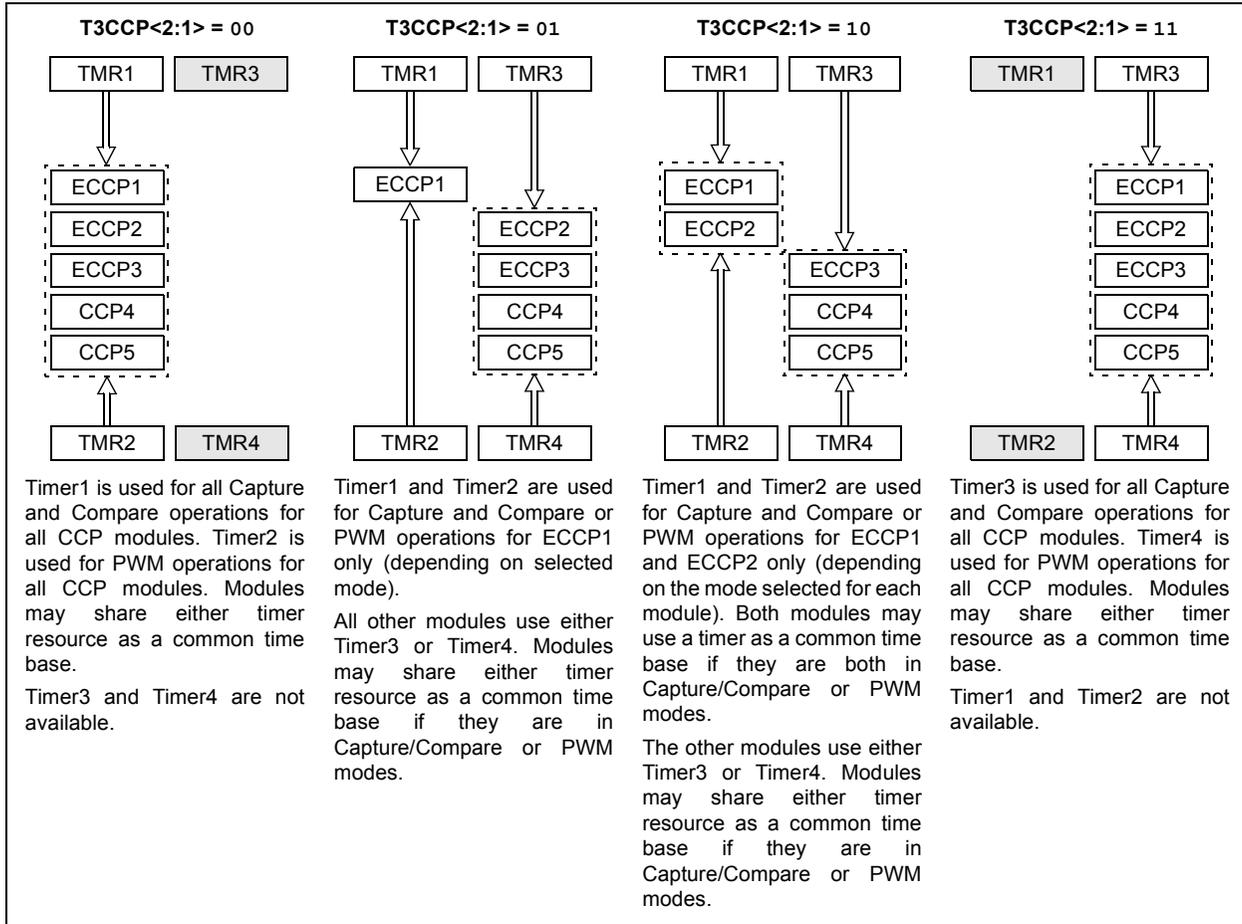 T3CCP<2:1> = 00
TMR1 TMR3
ECCP1
ECCP2
ECCP3
CCP4
CCP5
TMR2 TMR4
Timer1 is used for all Capture
and Compare operations for
all CCP modules. Timer2 is
used for PWM operations for
all CCP modules. Modules
may share either timer
resource as a common time
base.
Timer3 and Timer4 are not
available.
T3CCP<2:1> = 01
TMR1 TMR3
ECCP1
ECCP2
ECCP3
CCP4
CCP5
TMR2 TMR4
Timer1 and Timer2 are used
for Capture and Compare or
PWM operations for ECCP1
only (depending on selected
mode).
All other modules use either
Timer3 or Timer4. Modules
may share either timer
resource as a common time
base if they are in
Capture/Compare or PWM
modes.
T3CCP<2:1> = 10
TMR1 TMR3
ECCP1
ECCP2
ECCP3
CCP4
CCP5
TMR2 TMR4
Timer1 and Timer2 are used
for Capture and Compare or
PWM operations for ECCP1
and ECCP2 only (depending
on the mode selected for each
module). Both modules may
use a timer as a common time
base if they are both in
Capture/Compare or PWM
modes.
The other modules use either
Timer3 or Timer4. Modules
may share either timer
resource as a common time
base if they are in
Capture/Compare or PWM
modes.
T3CCP<2:1> = 11
TMR1 TMR3
ECCP1
ECCP2
ECCP3
CCP4
CCP5
TMR2 TMR4
Timer3 is used for all Capture
and Compare operations for
all CCP modules. Timer4 is
used for PWM operations for
all CCP modules. Modules
may share either timer
resource as a common time
base.
Timer1 and Timer2 are not
available.